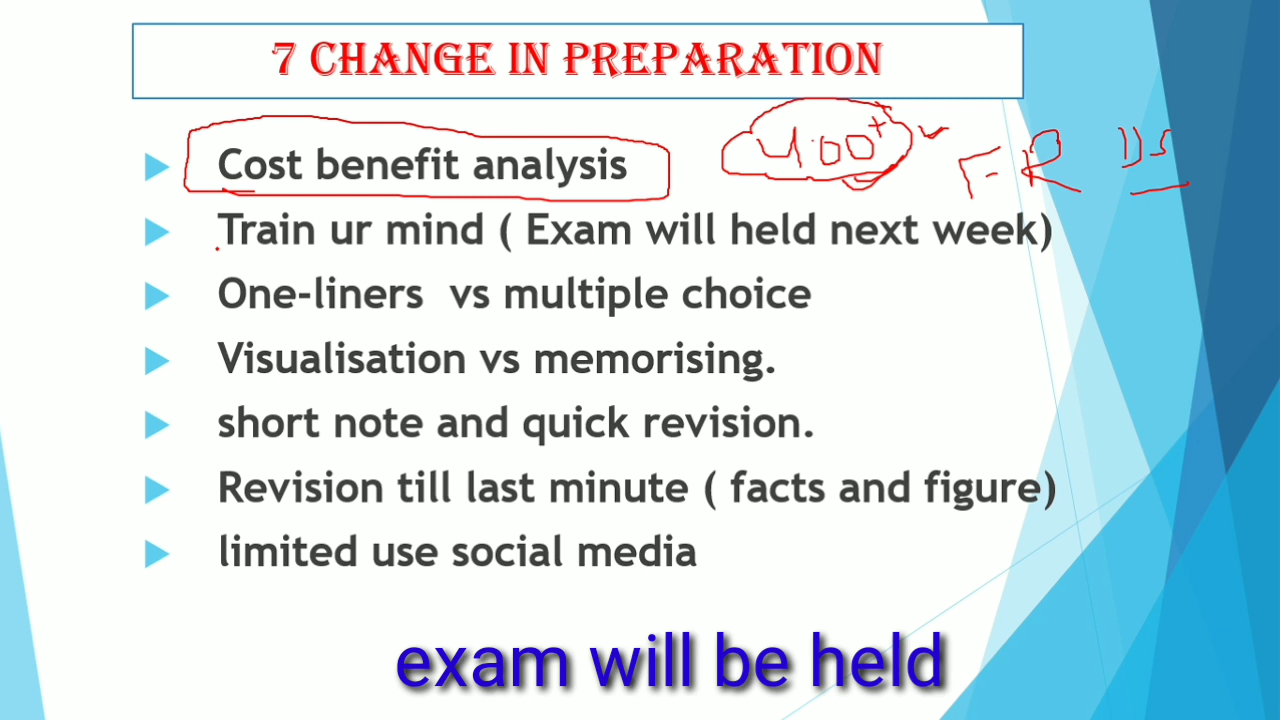 7 CHANGE IN PREPARATION
Cost benefit analysis 400+ FR
Train ur mind ( Exam will held next week)
One-liners vs multiple choice
Visualisation vs memorising.
short note and quick revision.
Revision till last minute ( facts and figure)
limited use social media
exam will be held